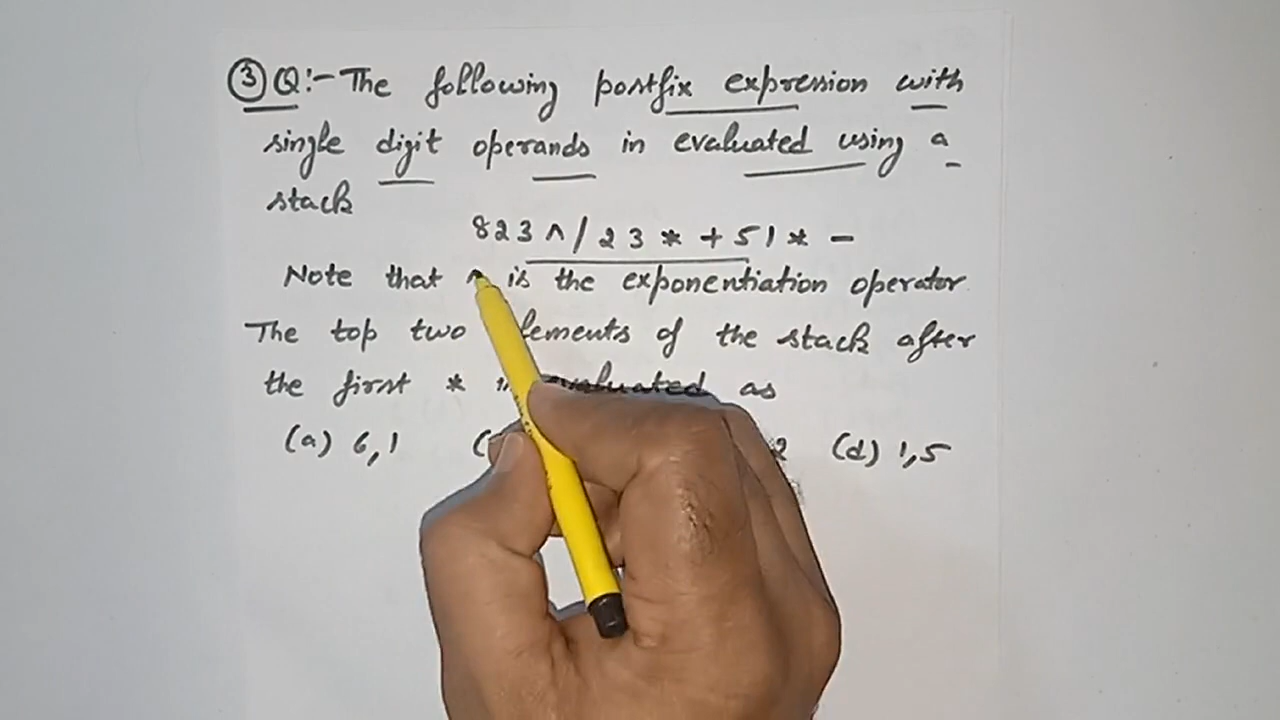 ③ Q:- The following postfix expression with
single digit operands in evaluated using a
stack
8 2 3 ^ / 2 3 * + 5 1 * -
Note that ^ is the exponentiation operator.
The top two of the stack after
the first * evaluated as
(a) 6,1 ( 2 (d) 1,5